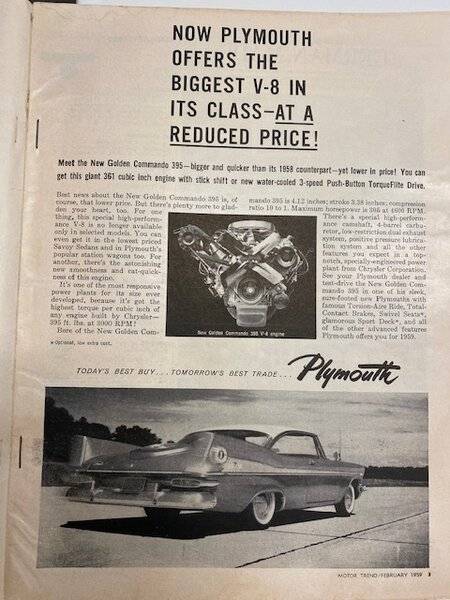 NOW PLYMOUTH
OFFERS THE
BIGGEST V-8 IN
ITS CLASS—AT A
REDUCED PRICE!
Meet the New Golden Commando 395—bigger and quicker than its 1958 counterpart—yet lower in price! You can
get this giant 361 cubic inch engine with stick shift or new water-cooled 3-speed Push-Button TorqueFlite Drive.
Best news about the New Golden Commando 395 is, of
course, that lower price. But there's plenty more to glad-
den your heart, too. For one
thing, this special high-perform-
ance V-8 is no longer available
only in selected models. You can
even get it in the lowest priced
Savoy Sedans and in Plymouth's
popular station wagons too. For
another, there's the astonishing
new smoothness and cat-quick-
ness of this engine.
It's one of the most responsive
power plants for its size ever
developed, because it's got the
highest torque per cubic inch of
any engine built by Chrysler—
395 ft. lbs. at 3000 RPM!
Bore of the New Golden Com-
mando 395 is 4.12 inches; stroke 3.38 inches; compression
ratio 10 to 1. Maximum horsepower is 305 at 4600 RPM.
There's a special high-perform-
ance camshaft, 4-barrel carbu-
retor, low-restriction dual exhaust
system, positive pressure lubrica-
tion system and all the other
features you expect in a top-
notch, specially-engineered power
plant from Chrysler Corporation.
See your Plymouth dealer and
test-drive the New Golden Com-
mando 395 in one of his sleek,
sure-footed new Plymouths with
famous Torsion-Aire Ride, Total-
Contact Brakes, Swivel Seats*,
glamorous Sport Deck*, and all
of the other advanced features
Plymouth offers you for 1959.
New Golden Commando 395 V-8 engine
* Optional, low extra cost.
TODAY'S BEST BUY...TOMORROW'S BEST TRADE...
Plymouth
MOTOR TREND/FEBRUARY 1959 3